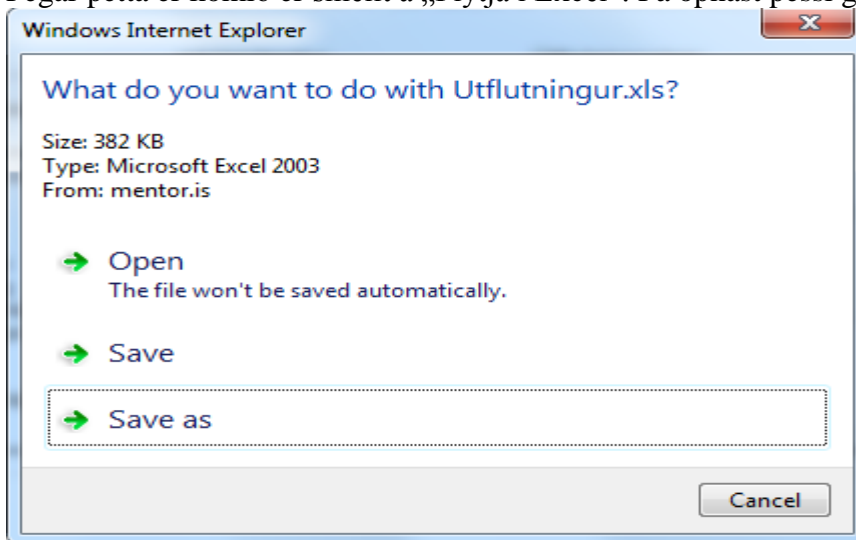 Windows Internet Explorer
What do you want to do with Utflutningur.xls?
Size: 382 KB
Type: Microsoft Excel 2003
From: mentor.is
Open
The file won't be saved automatically.
Save
Save as
Cancel